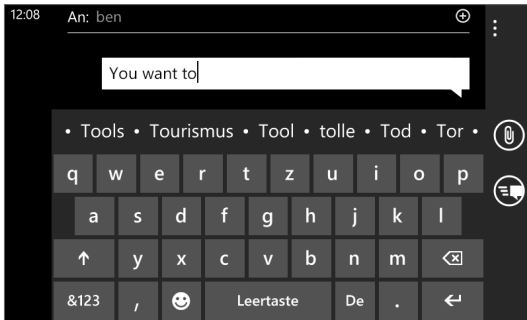 12:08 An: ben
You want to
• Tools • Tourismus • Tool • tolle • Tod • Tor •
q w e r t z u i o p
a s d f g h j k l
y x c v b n m
&123 , Leertaste De .